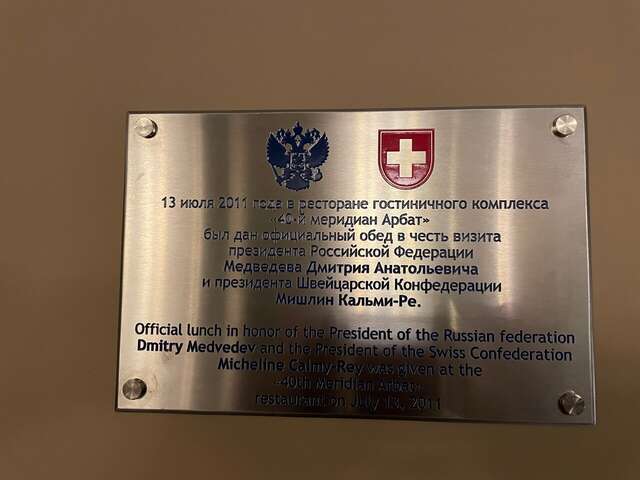 13 июля 2011 года в ресторане гостиничного комплекса
«40-й меридиан Арбат»
был дан официальный обед в честь визита
президента Российской Федерации
Медведева Дмитрия Анатольевича
и президента Швейцарской Конфедерации
Мишлин Кальми-Ре.
Official lunch in honor of the President of the Russian federation
Dmitry Medvedev and the President of the Swiss Confederation
Micheline Calmy-Rey was given at the
«40th Meridian Arbat»
restaurant on July 13, 2011